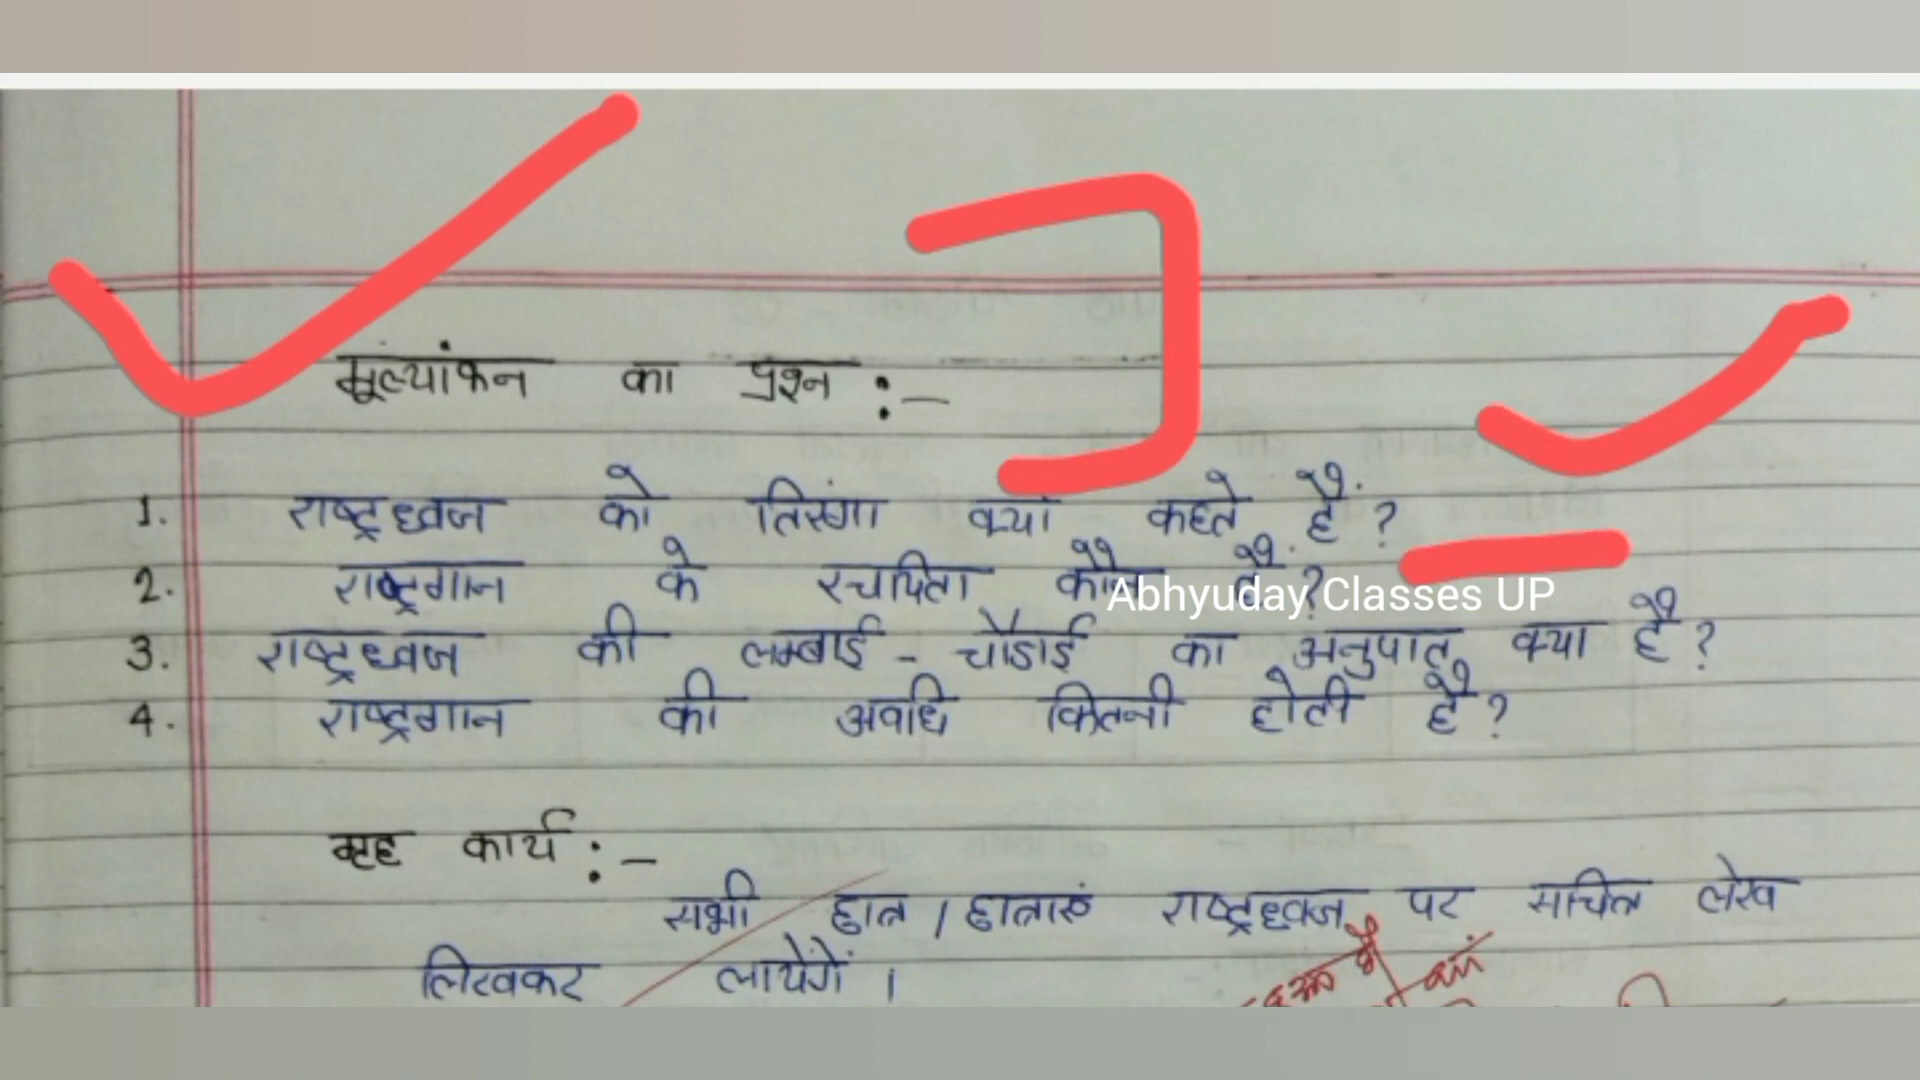 मूल्यांकन का प्रश्न :-
1. राष्ट्रध्वज को तिरंगा क्यों कहते हैं ?
2. राष्ट्रगान के रचयिता कौन हैं ?
Abhyuday Classes UP
3. राष्ट्रध्वज की लम्बाई - चौडाई का अनुपात क्या है ?
4. राष्ट्रगान की अवधि कितनी होती है ?
गृह कार्य :-
सभी छात्र / छात्राएं राष्ट्रध्वज पर सचित्र लेख
लिखकर लायेगें ।